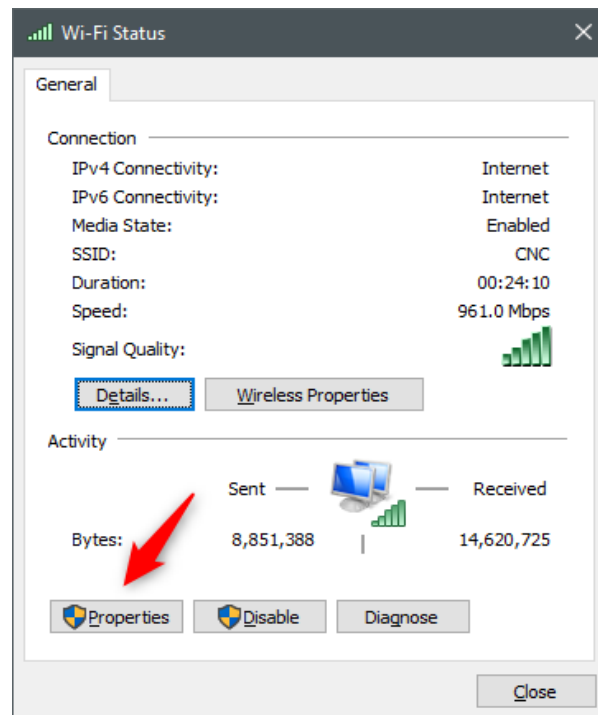 Wi-Fi Status
General
Connection
IPv4 Connectivity: Internet
IPv6 Connectivity: Internet
Media State: Enabled
SSID: CNC
Duration: 00:24:10
Speed: 961.0 Mbps
Signal Quality:
Details... Wireless Properties
Activity
Sent Received
Bytes: 8,851,388 14,620,725
Properties Disable Diagnose
Close